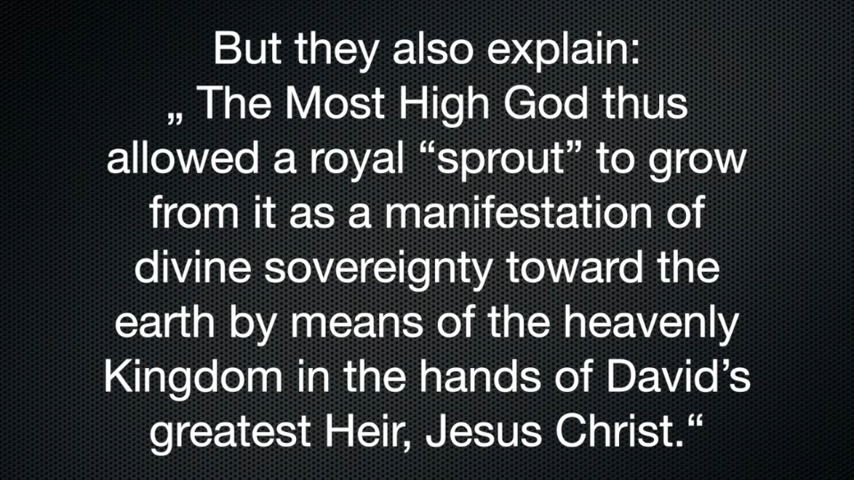 But they also explain:
„ The Most High God thus
allowed a royal “sprout” to grow
from it as a manifestation of
divine sovereignty toward the
earth by means of the heavenly
Kingdom in the hands of David’s
greatest Heir, Jesus Christ.“